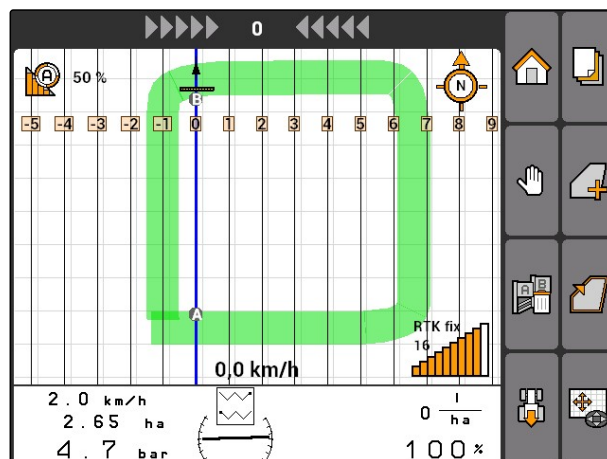 0
A
50 %
N
B
-5 -4 -3 -2 -1 0 1 2 3 4 5 6 7 8 9
A B
A
RTK fix
16
0,0 km/h
2.0 km/h
2.65 ha
4.7 bar
0 l/ha
100%